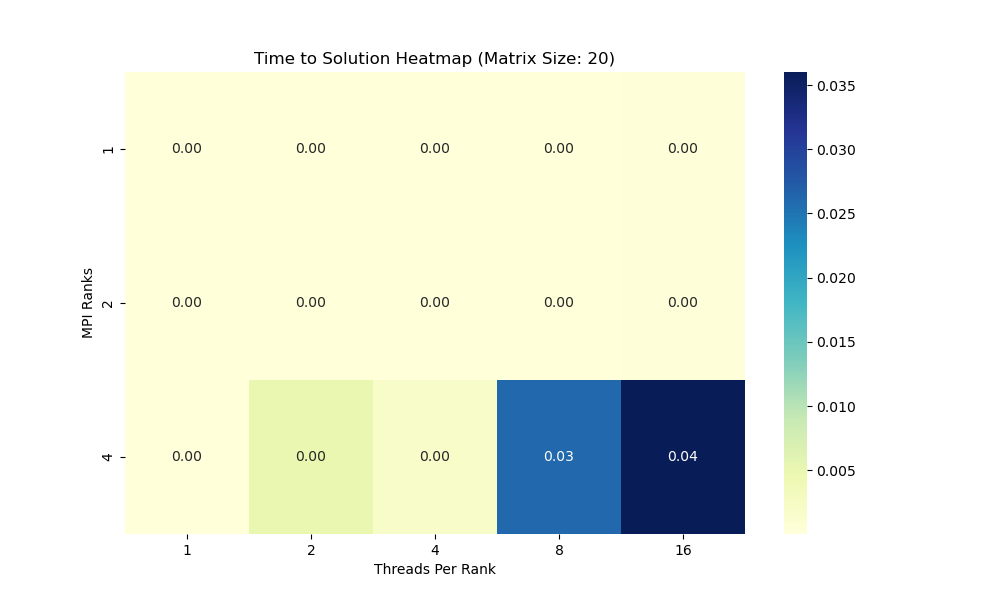 Time to Solution Heatmap (Matrix Size: 20)
MPI Ranks
1
0.00 0.00 0.00 0.00 0.00
2
0.00 0.00 0.00 0.00 0.00
4
0.00 0.00 0.00 0.03 0.04
1 2 4 8 16
Threads Per Rank
0.035
0.030
0.025
0.020
0.015
0.010
0.005